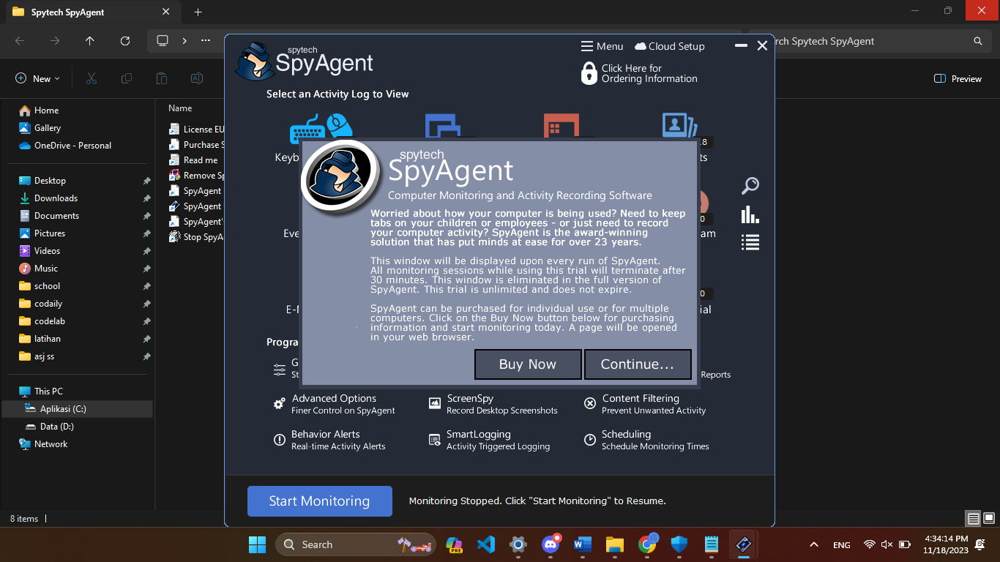 Spytech SpyAgent
rch Spytech SpyAgent
New
Preview
Home
Gallery
OneDrive - Personal
Desktop
Downloads
Documents
Pictures
Videos
Music
school
codaily
codelab
latihan
asj ss
This PC
Aplikasi (C:)
Data (D:)
Network
Name
License EU
Purchase S
Read me
Remove Sp
SpyAgent
SpyAgent
SpyAgent'
Stop SpyA
spytech
SpyAgent
Menu
Cloud Setup
Click Here for
Ordering Information
Select an Activity Log to View
Keyb
8
ts
Eve
0
am
E-M
0
ial
spytech
SpyAgent
Computer Monitoring and Activity Recording Software
Worried about how your computer is being used? Need to keep
tabs on your children or employees - or just need to record
your computer activity? SpyAgent is the award-winning
solution that has put minds at ease for over 23 years.
This window will be displayed upon every run of SpyAgent.
All monitoring sessions while using this trial will terminate after
30 minutes. This window is eliminated in the full version of
SpyAgent. This trial is unlimited and does not expire.
SpyAgent can be purchased for individual use or for multiple
computers. Click on the Buy Now button below for purchasing
information and start monitoring today. A page will be opened
in your web browser.
Buy Now
Continue...
Progra
G
St
Reports
Advanced Options
Finer Control on SpyAgent
ScreenSpy
Record Desktop Screenshots
Content Filtering
Prevent Unwanted Activity
Behavior Alerts
Real-time Activity Alerts
SmartLogging
Activity Triggered Logging
Scheduling
Schedule Monitoring Times
Start Monitoring
Monitoring Stopped. Click "Start Monitoring" to Resume.
8 items
Search
PRE
ENG
4:34:14 PM
11/18/2023